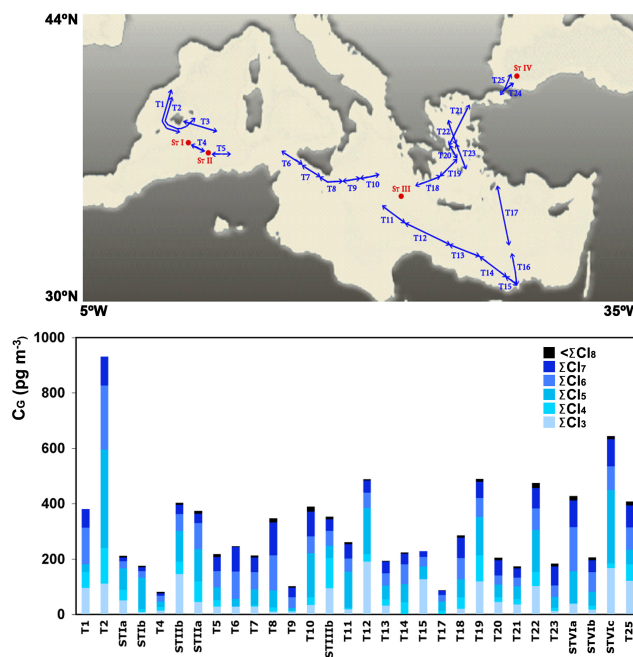 44ºN
T1
T2
T3
ST I
T4
ST II
T5
T6
T7
T8
T9
T10
ST III
T11
T12
T13
T14
T15
T16
T17
T18
T19
T20
T21
T22
T23
T25
ST IV
T24
30ºN
5ºW
35ºW
CG (pg m-3)
1000
800
600
400
200
0
<ΣCl8
ΣCl7
ΣCl6
ΣCl5
ΣCl4
ΣCl3
T1
T2
STIa
STIb
T4
STIIb
STIIa
T5
T6
T7
T8
T9
T10
STIIIb
T11
T12
T13
T14
T15
T17
T18
T19
T20
T21
T22
T23
STVIa
STVIb
STVIc
T25